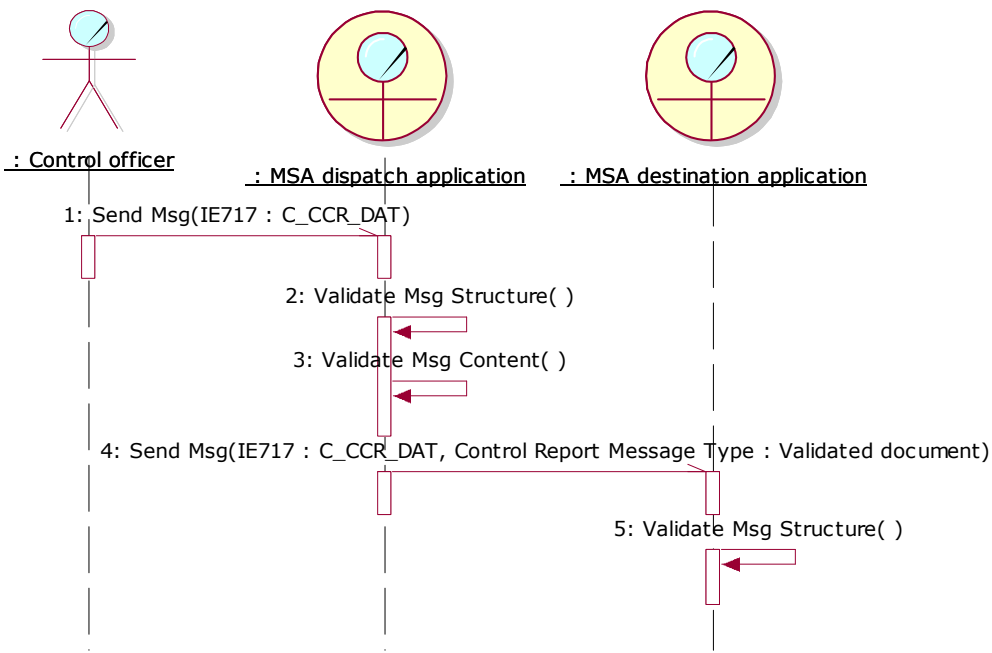 : Control officer
: MSA dispatch application
: MSA destination application
1: Send Msg(IE717 : C_CCR_DAT)
2: Validate Msg Structure( )
3: Validate Msg Content( )
4: Send Msg(IE717 : C_CCR_DAT, Control Report Message Type : Validated document)
5: Validate Msg Structure( )